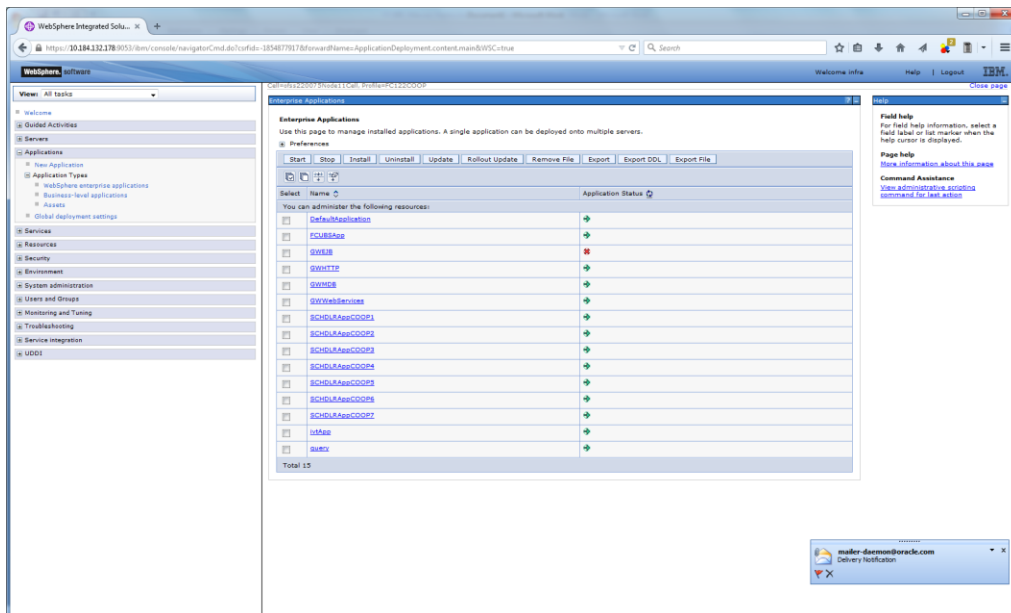 WebSphere Integrated Solu...
https://10.184.132.178:9053/ibm/console/navigatorCmd.do?csrfid=-1854877917&forwardName=ApplicationDeployment.content.main&WSC=true
Search
WebSphere. software
Welcome infra
Help | Logout
IBM.
View: All tasks
Welcome
Guided Activities
Servers
Applications
New Application
Application Types
WebSphere enterprise applications
Business-level applications
Assets
Global deployment settings
Services
Resources
Security
Environment
System administration
Users and Groups
Monitoring and Tuning
Troubleshooting
Service integration
UDDI
Profile=FC122COOP
Close page
Enterprise Applications
Enterprise Applications
Use this page to manage installed applications. A single application can be deployed onto multiple servers.
Preferences
Start Stop Install Uninstall Update Rollout Update Remove File Export Export DDL Export File
Select Name Application Status
You can administer the following resources:
DefaultApplication
FCUBSApp
GWEJB
GWHTTP
GWMDB
GWWebServices
SCHDLRAppCOOP1
SCHDLRAppCOOP2
SCHDLRAppCOOP3
SCHDLRAppCOOP4
SCHDLRAppCOOP5
SCHDLRAppCOOP6
SCHDLRAppCOOP7
ivtApp
query
Total 15
Help
Field help
For field help information, select a
field label or list marker when the
help cursor is displayed.
Page help
More information about this page
Command Assistance
View administrative scripting
command for last action
mailer-daemon@oracle.com
Delivery Notification